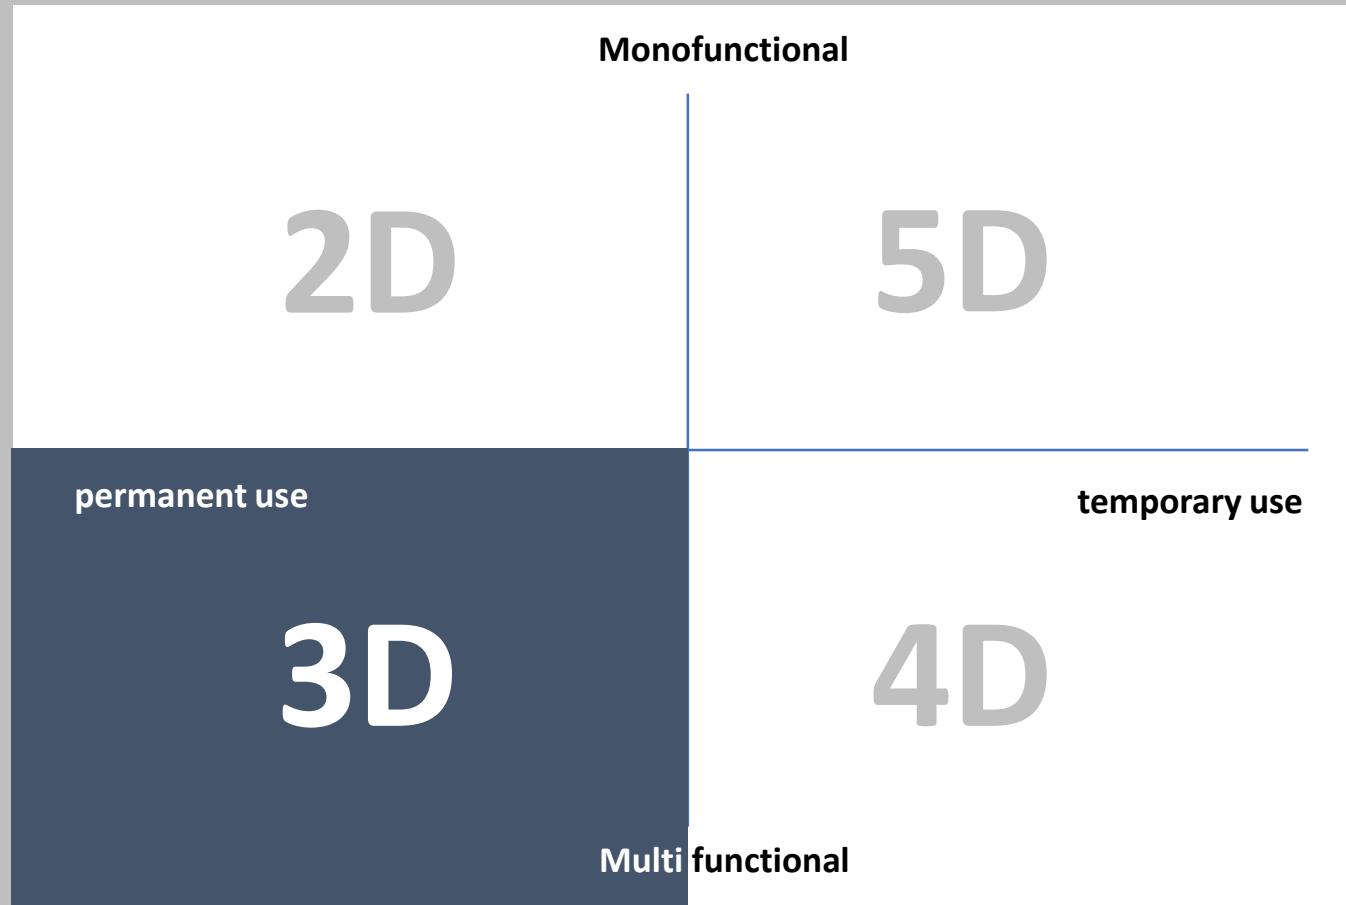 Monofunctional
2D 5D
permanent use temporary use
3D 4D
Multi functional